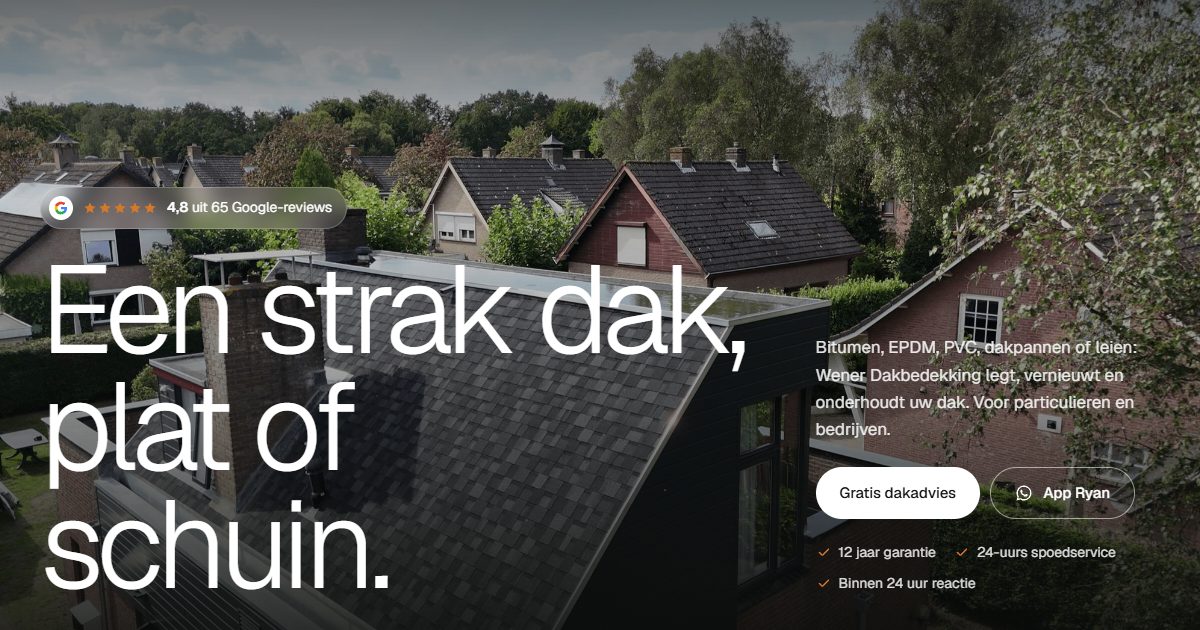 4,8 uit 65 Google-reviews
Een strak dak,
plat of
schuin.
Bitumen, EPDM, PVC, dakpannen of leien:
Wener Dakbedekking legt, vernieuwt en
onderhoudt uw dak. Voor particulieren en
bedrijven.
Gratis dakadvies
App Ryan
12 jaar garantie
24-uurs spoedservice
Binnen 24 uur reactie